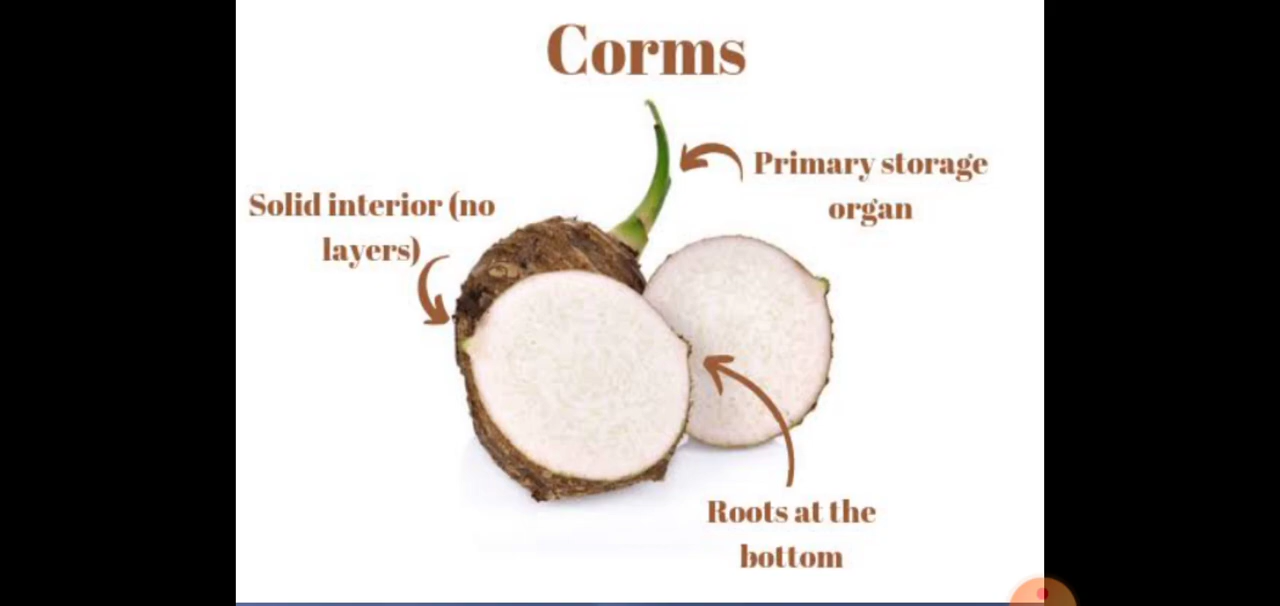 Corms
Primary storage
organ
Solid interior (no
layers)
Roots at the
bottom